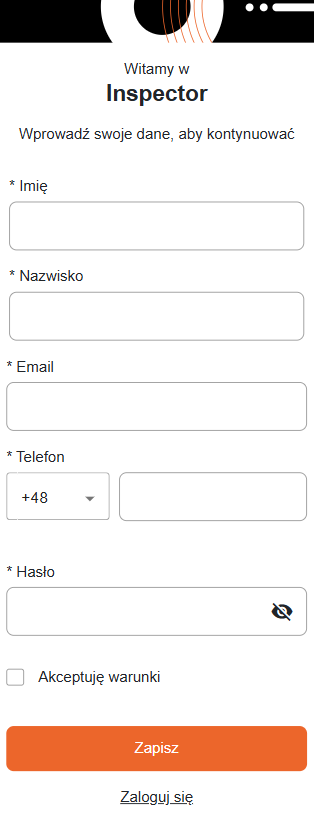 Witamy w
Inspector
Wprowadź swoje dane, aby kontynuować
* Imię
* Nazwisko
* Email
* Telefon
+48
* Hasło
Akceptuję warunki
Zapisz
Zaloguj się